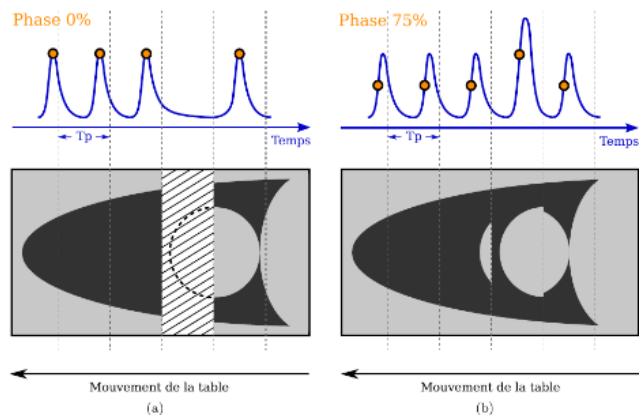 Phase 0%
Tp
Temps
Mouvement de la table
(a)
Phase 75%
Tp
Temps
Mouvement de la table
(b)